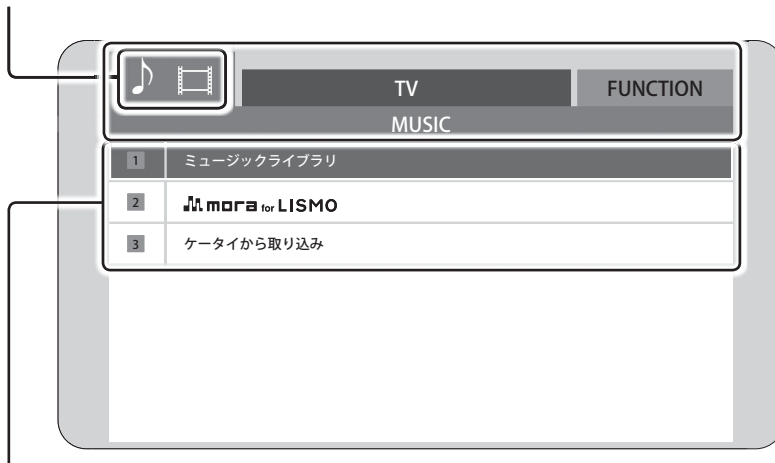 TV
FUNCTION
MUSIC
1 ミュージックライブラリ
2 mora for LISMO
3 ケータイから取り込み